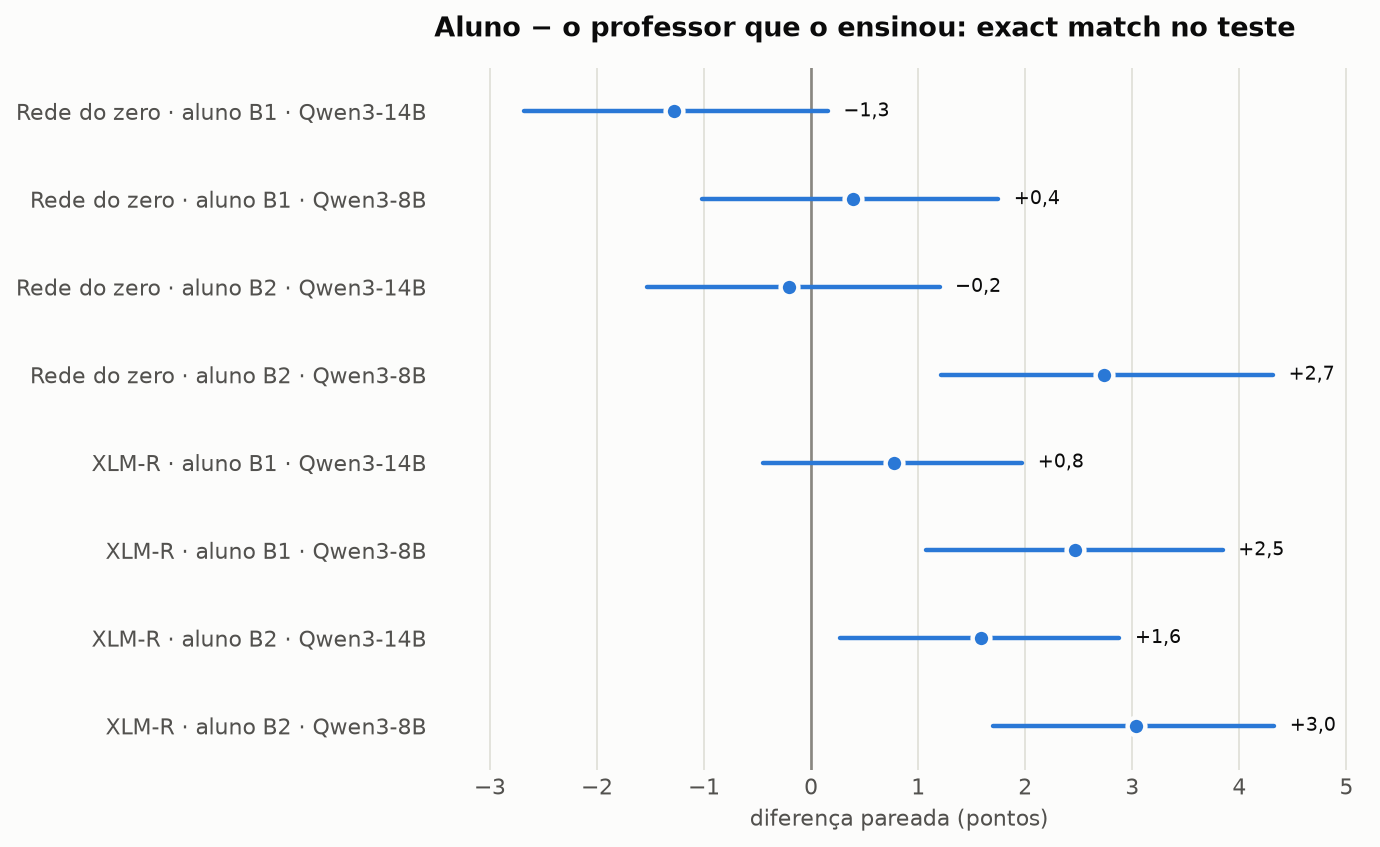 Aluno − o professor que o ensinou: exact match no teste
Rede do zero · aluno B1 · Qwen3-14B −1,3
Rede do zero · aluno B1 · Qwen3-8B +0,4
Rede do zero · aluno B2 · Qwen3-14B −0,2
Rede do zero · aluno B2 · Qwen3-8B +2,7
XLM-R · aluno B1 · Qwen3-14B +0,8
XLM-R · aluno B1 · Qwen3-8B +2,5
XLM-R · aluno B2 · Qwen3-14B +1,6
XLM-R · aluno B2 · Qwen3-8B +3,0
−3 −2 −1 0 1 2 3 4 5
diferença pareada (pontos)